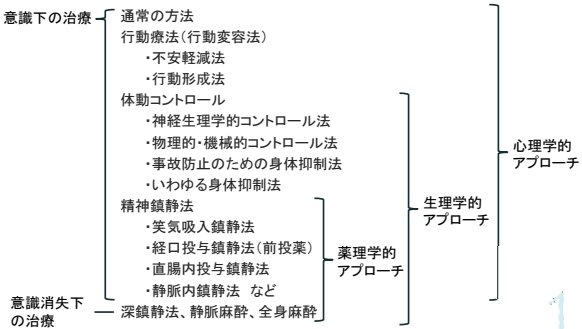 意識下の治療
通常の方法
行動療法(行動変容法)
・不安軽減法
・行動形成法
体動コントロール
・神経生理学的コントロール法
・物理的・機械的コントロール法
・事故防止のための身体抑制法
・いわゆる身体抑制法
精神鎮静法
・笑気吸入鎮静法
・経口投与鎮静法(前投薬)
・直腸内投与鎮静法
・静脈内鎮静法 など
意識消失下
の治療
深鎮静法、静脈麻酔、全身麻酔
薬理学的
アプローチ
生理学的
アプローチ
心理学的
アプローチ
1